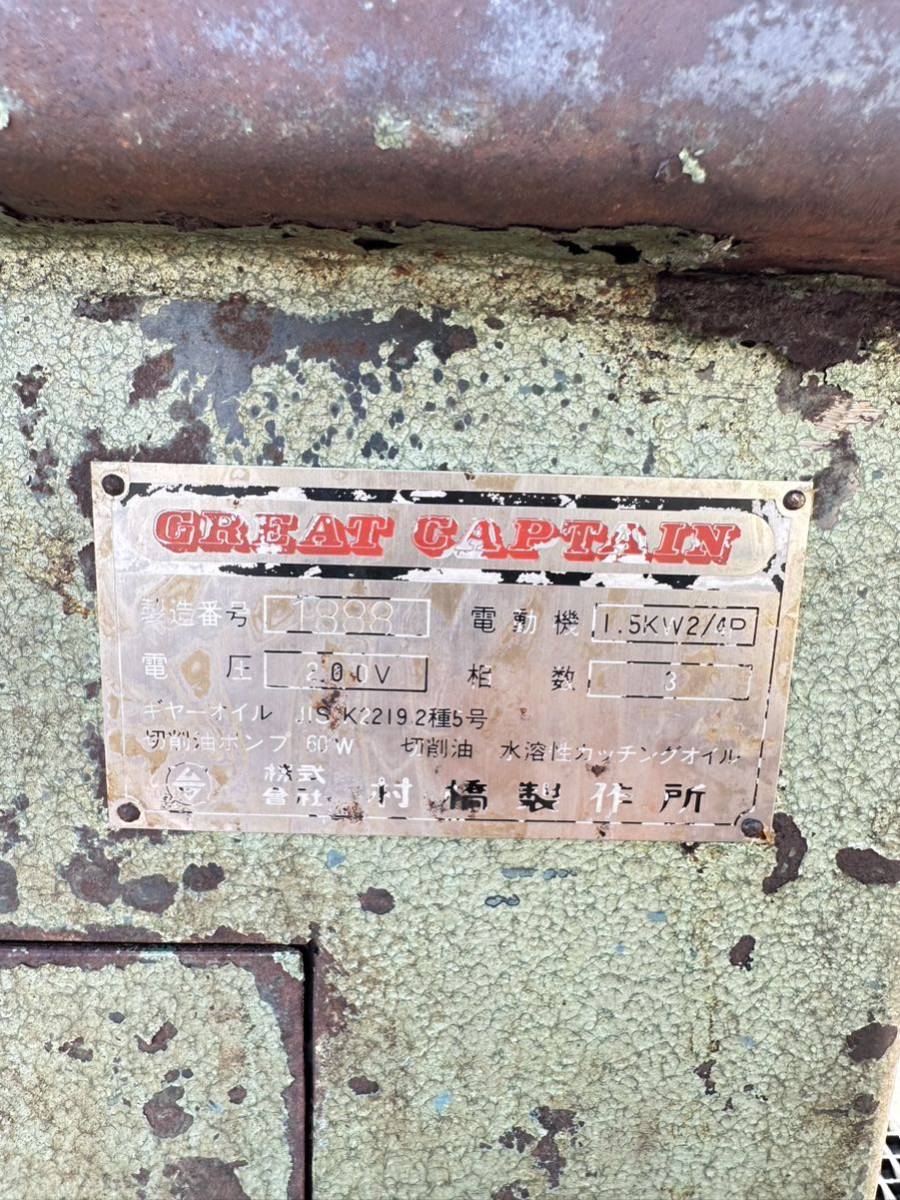 GREAT CAPTAIN
製造番号 1888 電動機 1.5KW2/4P
電圧 200V 相数 3
ギヤーオイル JIS K2219.2種5号
切削油ポンプ 60W 切削油 水溶性カッチングオイル
株式會社 村橋製作所